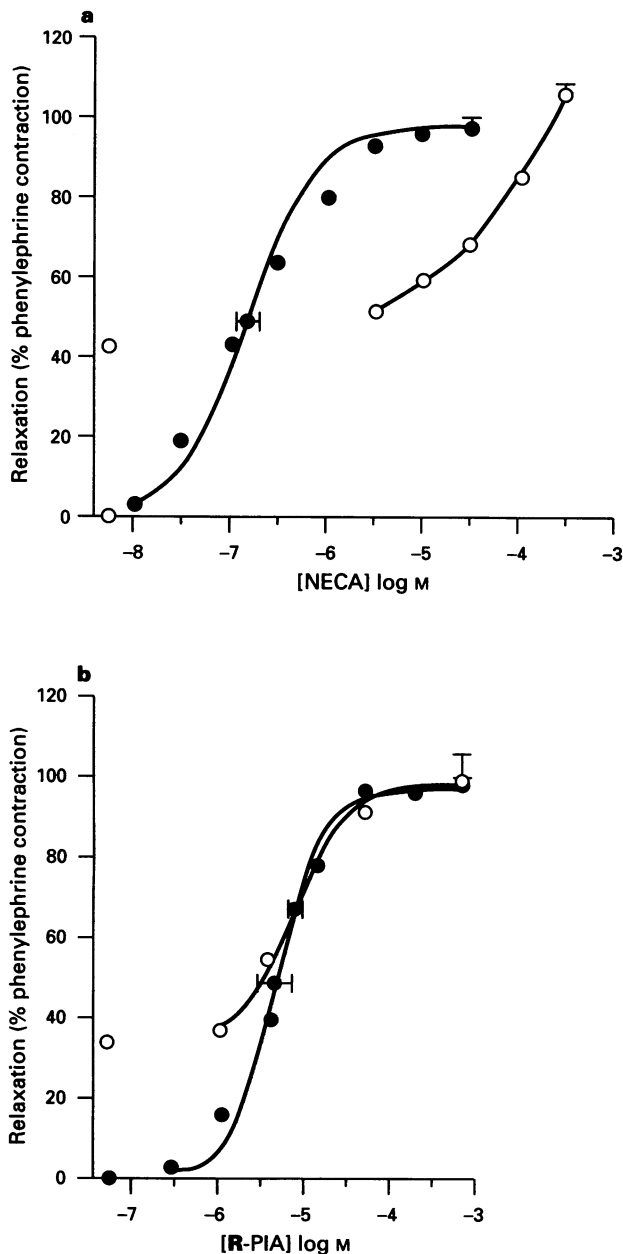 a
120
100
80
60
40
20
0
Relaxation (% phenylephrine contraction)
–8 –7 –6 –5 –4 –3
[NECA] log M
b
120
100
80
60
40
20
0
Relaxation (% phenylephrine contraction)
–7 –6 –5 –4 –3
[R-PIA] log M